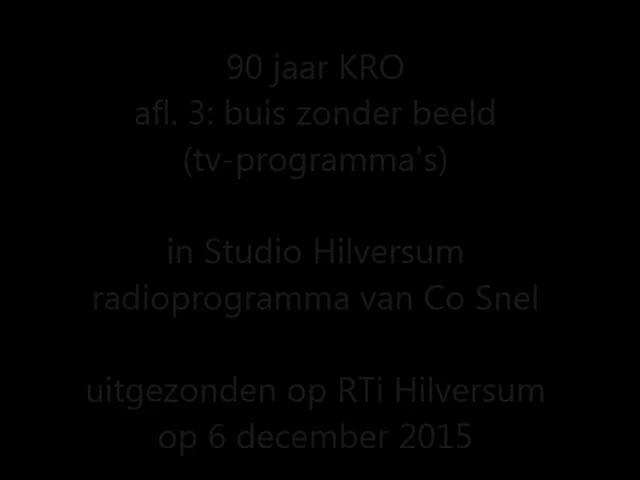 90 jaar KRO
afl. 3: buis zonder beeld
(tv-programma's)
in Studio Hilversum
radioprogramma van Co Snel
uitgezonden op RTi Hilversum
op 6 december 2015